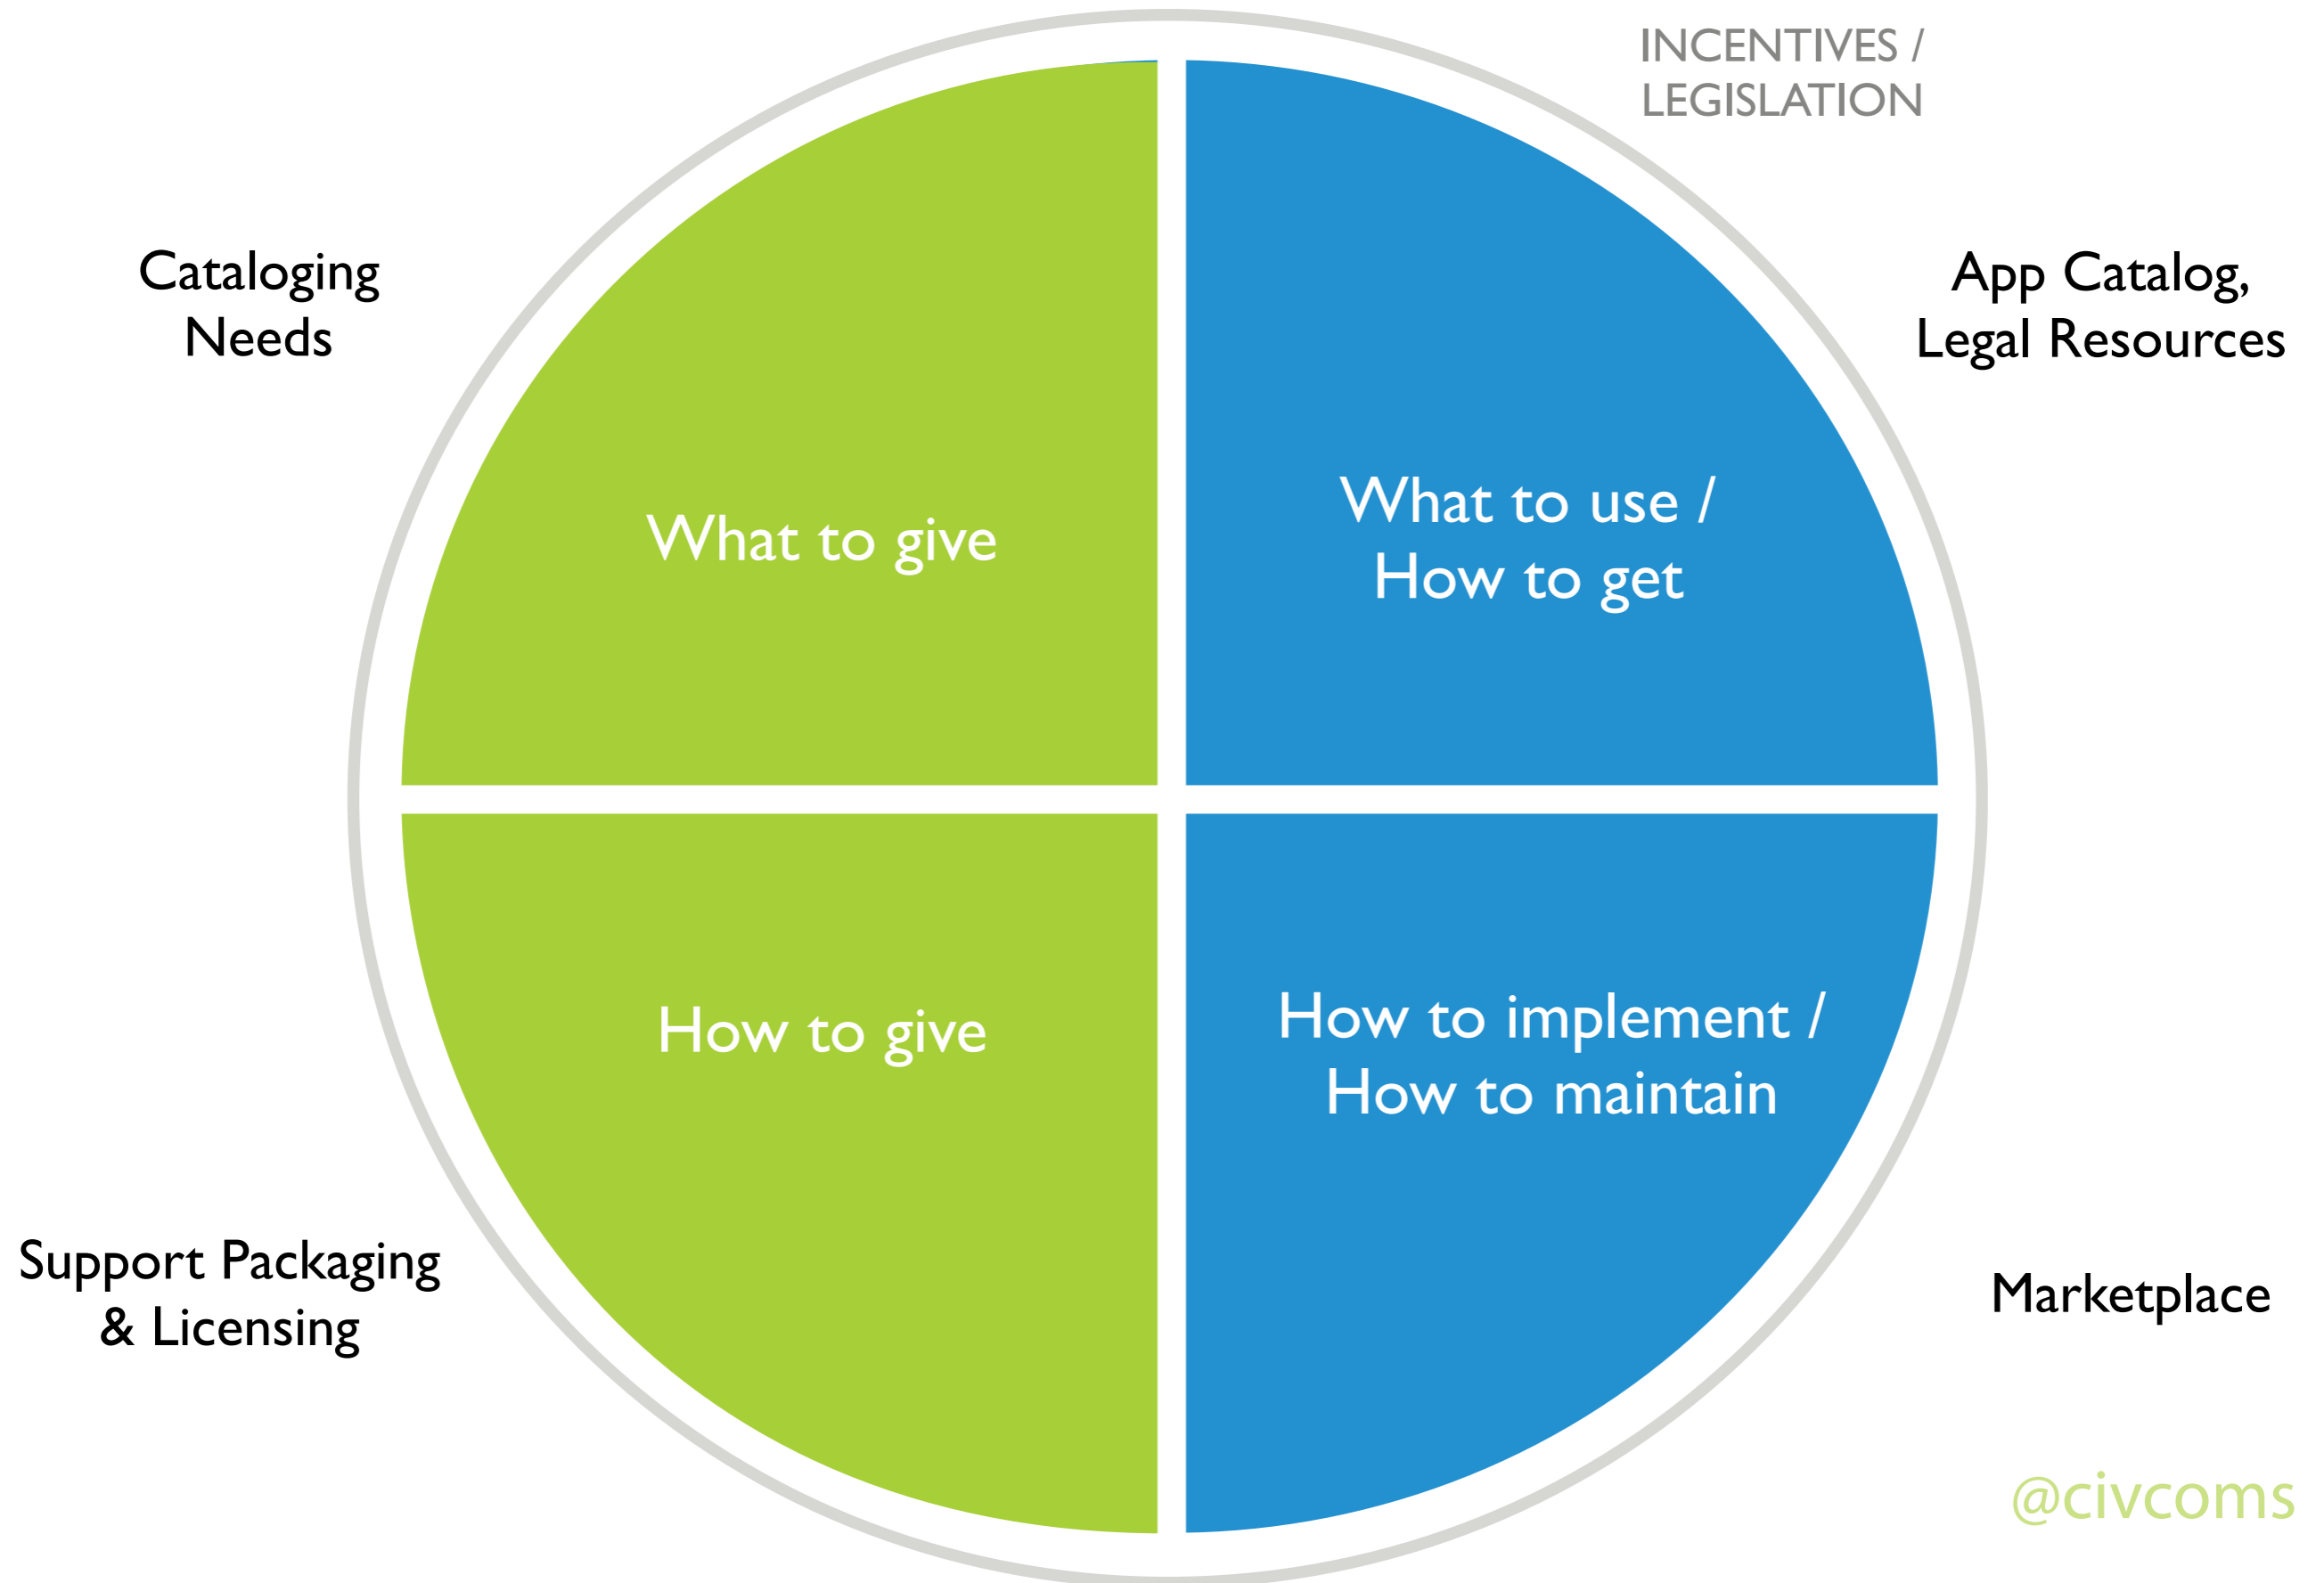 INCENTIVES /
LEGISLATION
Cataloging
Needs
App Catalog,
Legal Resources
What to give
What to use /
How to get
How to give
How to implement /
How to maintain
Support Packaging
& Licensing
Marketplace
@civcoms